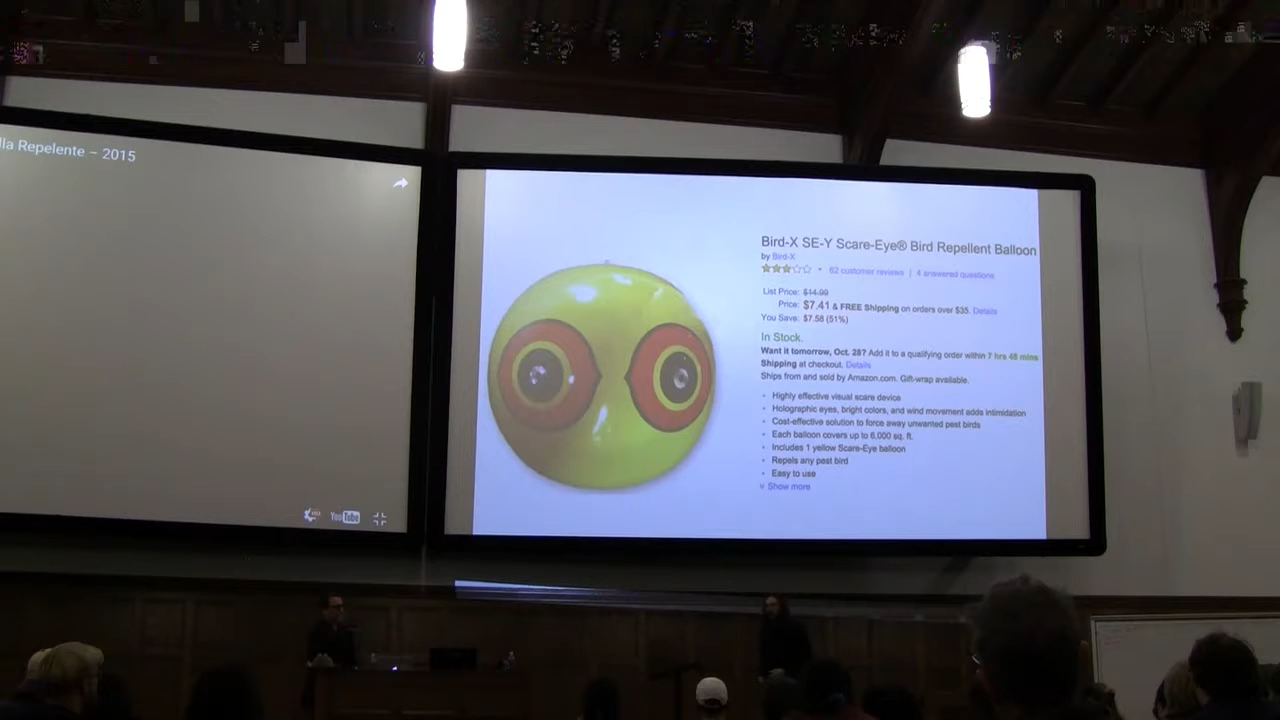 lla Repelente – 2015
HD
YouTube
Bird-X SE-Y Scare-Eye® Bird Repellent Balloon
by Bird-X
62 customer reviews | 4 answered questions
List Price: $14.99
Price: $7.41 & FREE Shipping on orders over $35. Details
You Save: $7.58 (51%)
In Stock.
Want it tomorrow, Oct. 28? Add it to a qualifying order within 7 hrs 46 mins
Shipping at checkout. Details
Ships from and sold by Amazon.com. Gift-wrap available.
• Highly effective visual scare device
• Holographic eyes, bright colors, and wind movement adds intimidation
• Cost-effective solution to force away unwanted pest birds
• Each balloon covers up to 6,000 sq. ft.
• Includes 1 yellow Scare-Eye balloon
• Repels any pest bird
• Easy to use
Show more